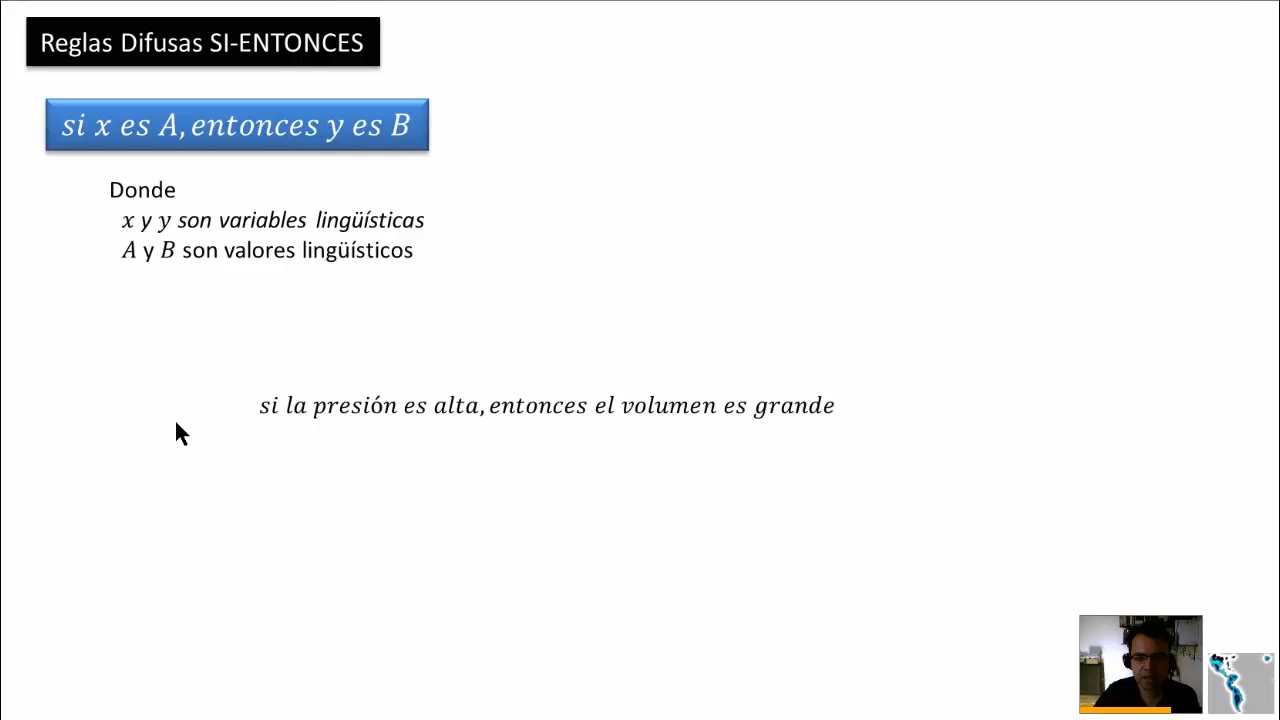 Reglas Difusas SI-ENTONCES
si x es A, entonces y es B
Donde
x y y son variables lingüísticas
A y B son valores lingüísticos
si la presión es alta, entonces el volumen es grande